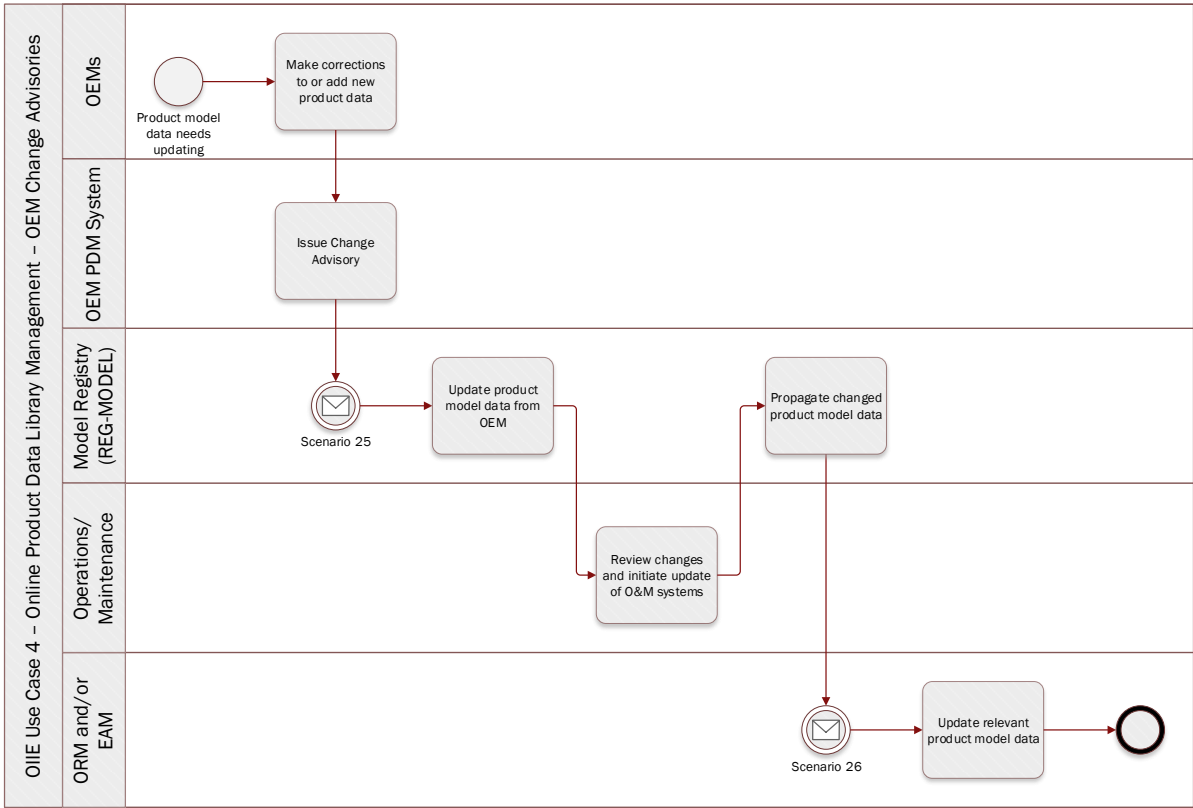 OIIE Use Case 4 – Online Product Data Library Management – OEM Change Advisories
OEMs
Product model
data needs
updating
Make corrections
to or add new
product data
OEM PDM System
Issue Change
Advisory
Model Registry
(REG-MODEL)
Scenario 25
Update product
model data from
OEM
Propagate changed
product model data
Operations/
Maintenance
Review changes
and initiate update
of O&M systems
ORM and/or
EAM
Scenario 26
Update relevant
product model data